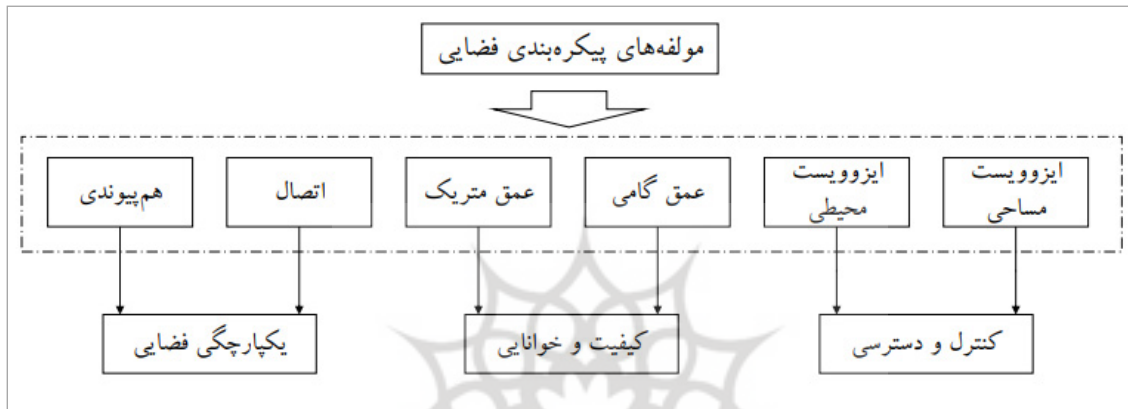 مولفه‌های پیکره‌بندی فضایی
ایزوویست
مساحی
ایزوویست
محیطی
عمق گامی
عمق متریک
اتصال
هم‌پیوندی
کنترل و دسترسی
کیفیت و خوانایی
یکپارچگی فضایی